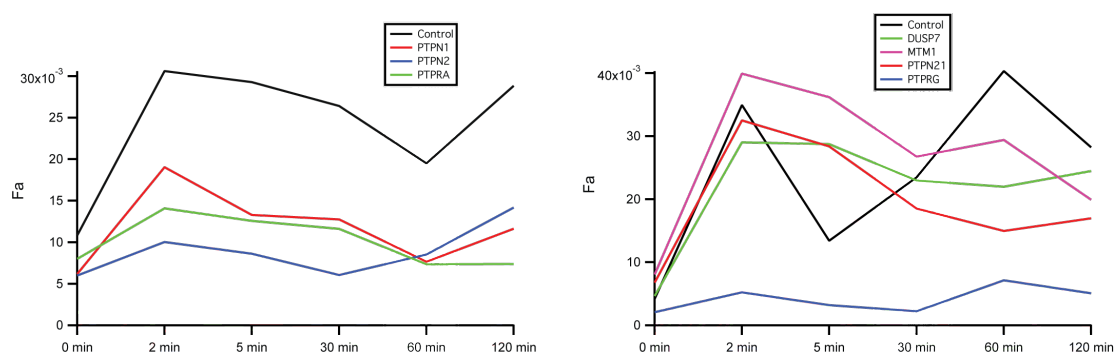 Control
PTPN1
PTPN2
PTPRA
30x10-3
25
20
15
10
5
0
Fa
0 min
2 min
5 min
30 min
60 min
120 min
Control
DUSP7
MTM1
PTPN21
PTPRG
40x10-3
30
20
10
0
Fa
0 min
2 min
5 min
30 min
60 min
120 min